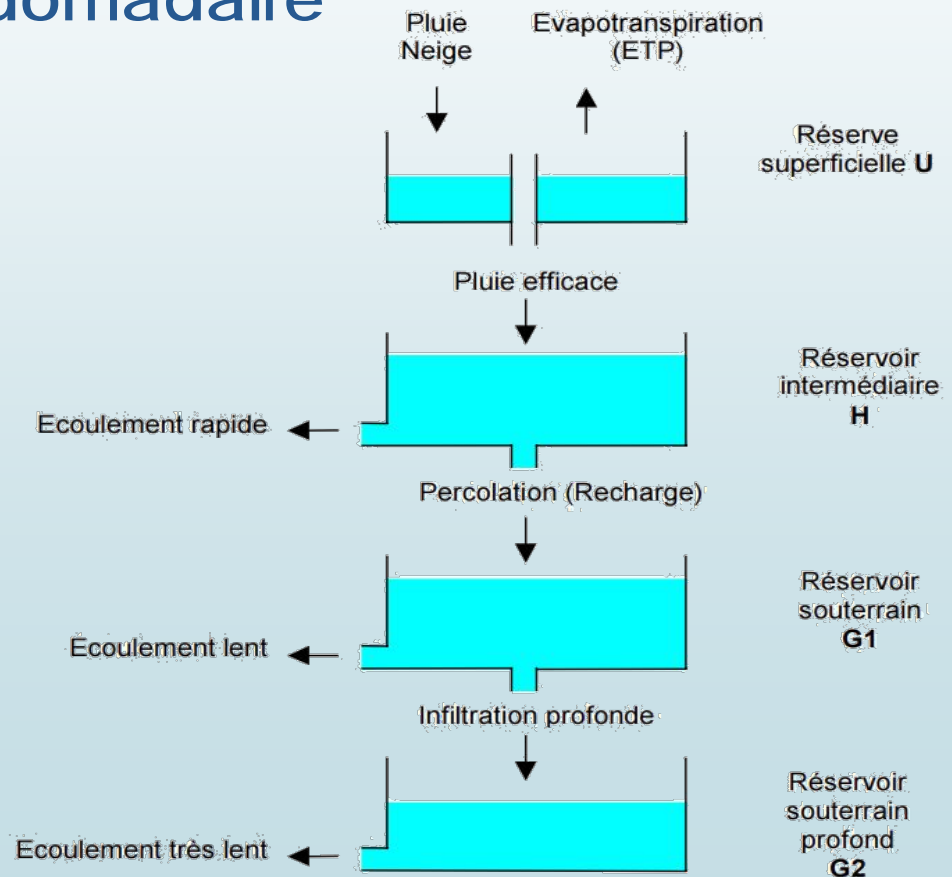 domadaire
Pluie
Neige
Evapotranspiration
(ETP)
Réserve
superficielle U
Pluie efficace
Réservoir
intermédiaire
H
Ecoulement rapide
Percolation (Recharge)
Réservoir
souterrain
G1
Ecoulement lent
Infiltration profonde
Réservoir
souterrain
profond
G2
Ecoulement très lent